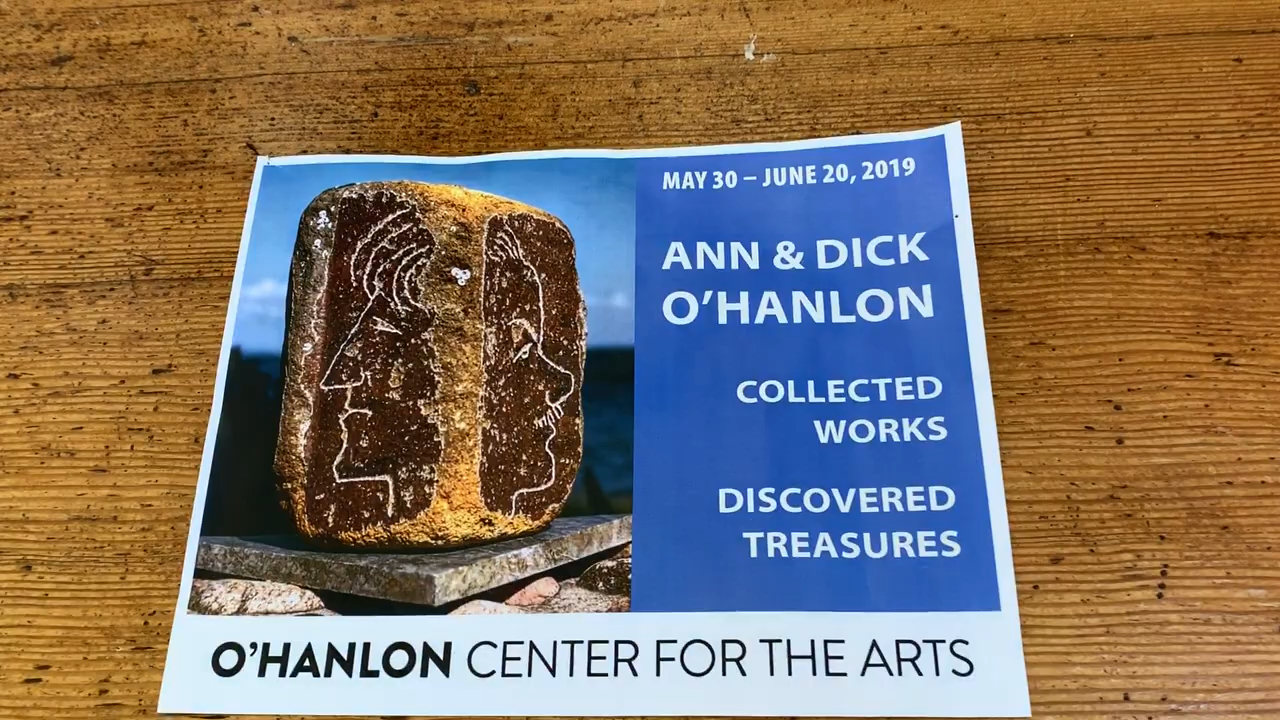 MAY 30 – JUNE 20, 2019
ANN & DICK
O'HANLON
COLLECTED
WORKS
DISCOVERED
TREASURES
O'HANLON CENTER FOR THE ARTS